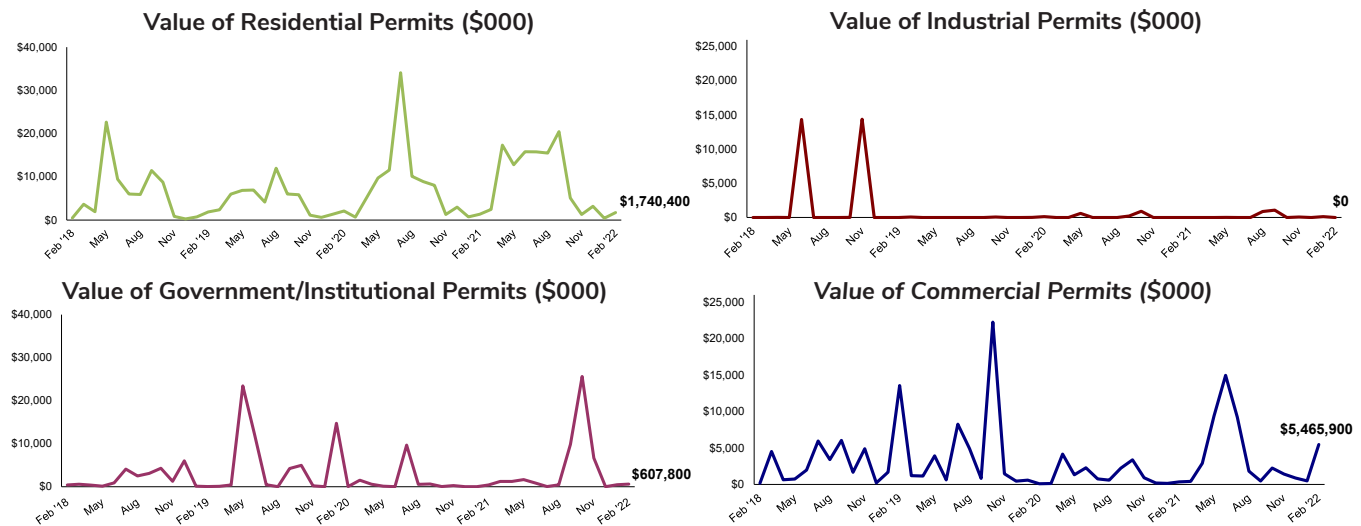 Value of Residential Permits ($000)
$40,000
$30,000
$20,000
$10,000
$0
$1,740,400
Feb '18
May
Aug
Nov
Feb '19
May
Aug
Nov
Feb '20
May
Aug
Nov
Feb '21
May
Aug
Nov
Feb '22
Value of Industrial Permits ($000)
$25,000
$20,000
$15,000
$10,000
$5,000
$0
$0
Feb '18
May
Aug
Nov
Feb '19
May
Aug
Nov
Feb '20
May
Aug
Nov
Feb '21
May
Aug
Nov
Feb '22
Value of Government/Institutional Permits ($000)
$40,000
$30,000
$20,000
$10,000
$0
$607,800
Feb '18
May
Aug
Nov
Feb '19
May
Aug
Nov
Feb '20
May
Aug
Nov
Feb '21
May
Aug
Nov
Feb '22
Value of Commercial Permits ($000)
$25,000
$20,000
$15,000
$10,000
$5,000
$0
$5,465,900
Feb '18
May
Aug
Nov
Feb '19
May
Aug
Nov
Feb '20
May
Aug
Nov
Feb '21
May
Aug
Nov
Feb '22